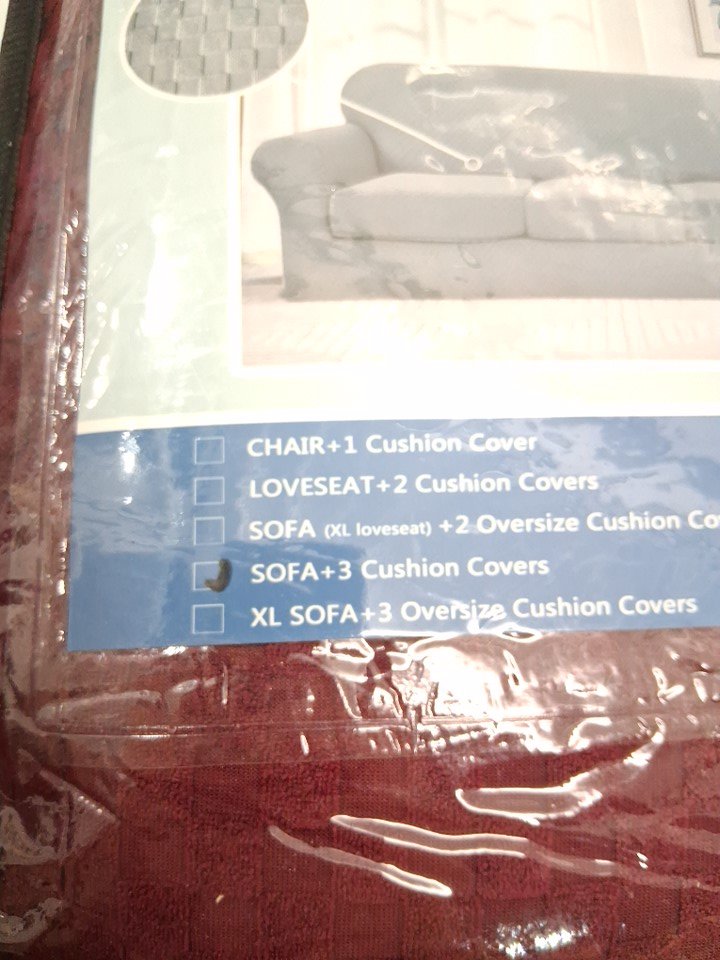 CHAIR+1 Cushion Cover
LOVESEAT+2 Cushion Covers
SOFA (XL loveseat) +2 Oversize Cushion Co
SOFA+3 Cushion Covers
XL SOFA+3 Oversize Cushion Covers